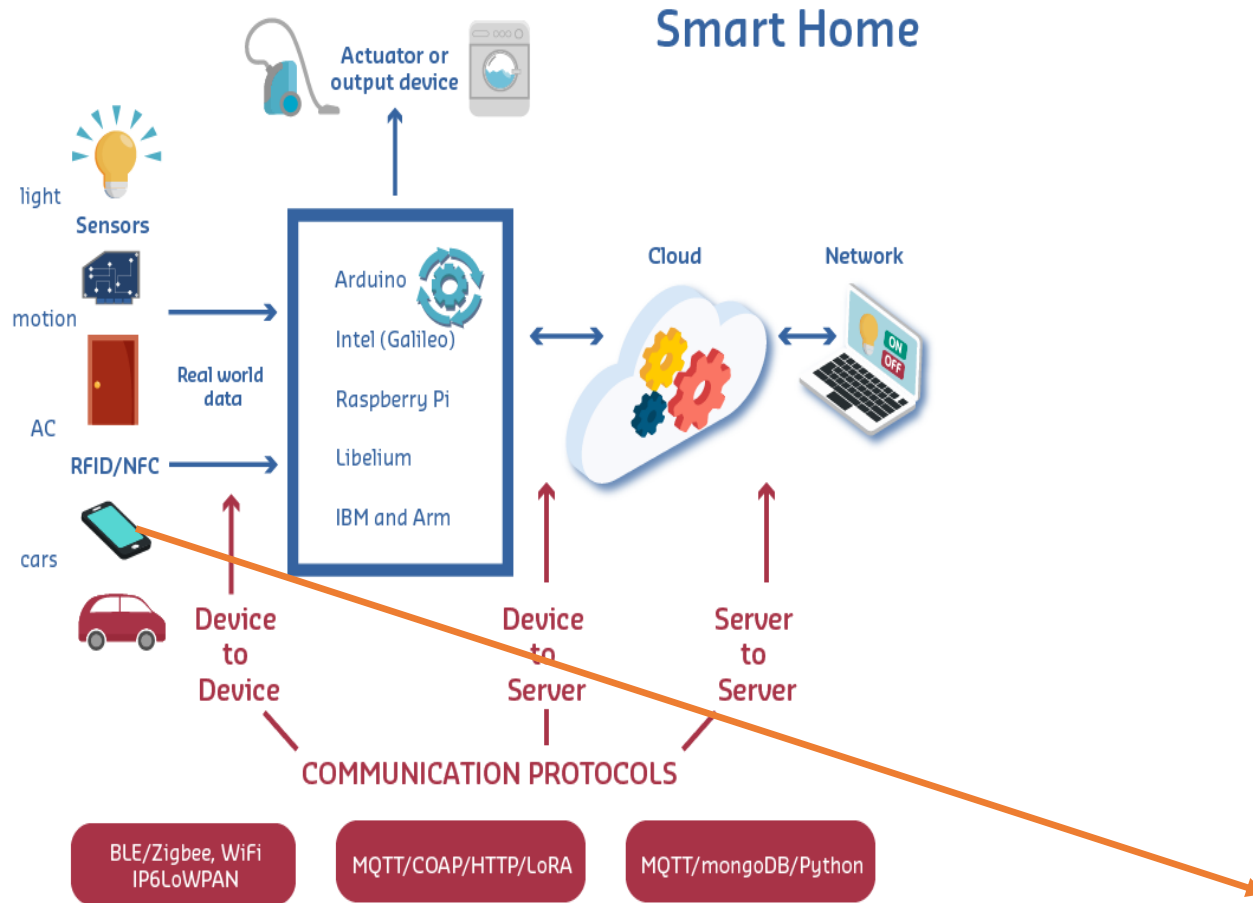 Smart Home
Actuator or
output device
light
Sensors
motion
Real world
data
AC
RFID/NFC
cars
Arduino
Intel (Galileo)
Raspberry Pi
Libelium
IBM and Arm
Cloud
Network
ON
OFF
Device
to
Device
Device
to
Server
Server
to
Server
COMMUNICATION PROTOCOLS
BLE/Zigbee, WiFi
IP6LoWPAN
MQTT/COAP/HTTP/LoRA
MQTT/mongoDB/Python